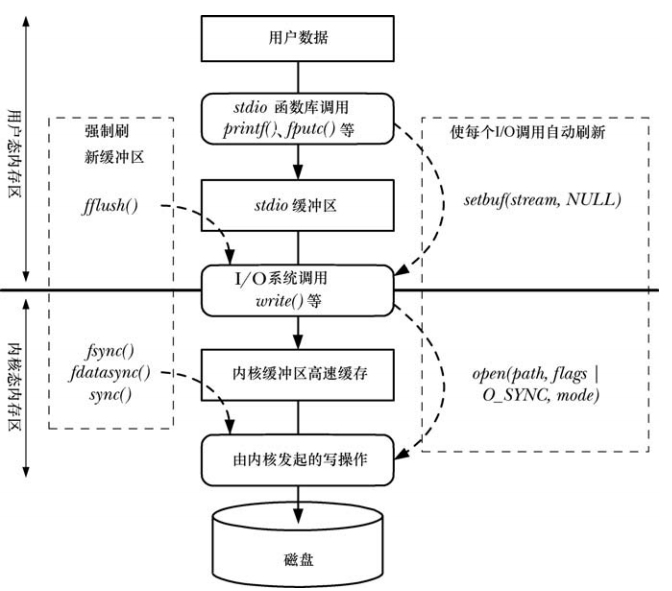 用户数据
stdio 函数库调用
printf()、fputc() 等
stdio 缓冲区
I/O系统调用
write() 等
内核缓冲区高速缓存
由内核发起的写操作
磁盘
用户态内存区
内核态内存区
强制刷
新缓冲区
fflush()
fsync()
fdatasync()
sync()
使每个I/O调用自动刷新
setbuf(stream, NULL)
open(path, flags |
O_SYNC, mode)